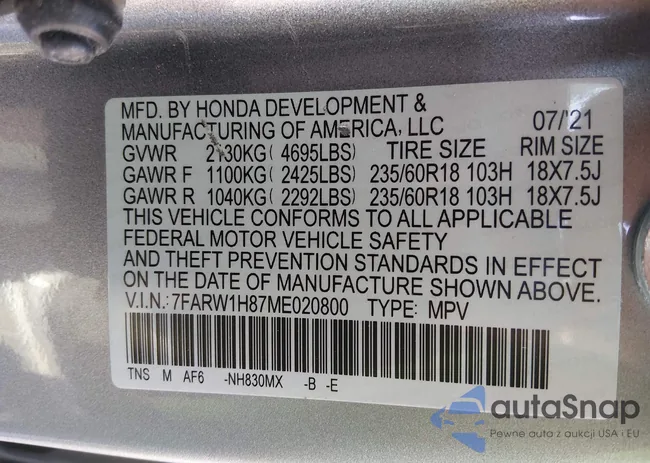 MFD. BY HONDA DEVELOPMENT &
MANUFACTURING OF AMERICA, LLC 07/'21
GVWR 2130KG( 4695LBS) TIRE SIZE RIM SIZE
GAWR F 1100KG( 2425LBS) 235/60R18 103H 18X7.5J
GAWR R 1040KG( 2292LBS) 235/60R18 103H 18X7.5J
THIS VEHICLE CONFORMS TO ALL APPLICABLE
FEDERAL MOTOR VEHICLE SAFETY
AND THEFT PREVENTION STANDARDS IN EFFECT
ON THE DATE OF MANUFACTURE SHOWN ABOVE.
V.I.N.: 7FARW1H87ME020800 TYPE: MPV
TNS M AF6 -NH830MX -B -E
autaSnap
Pewne auta z aukcji USA i EU